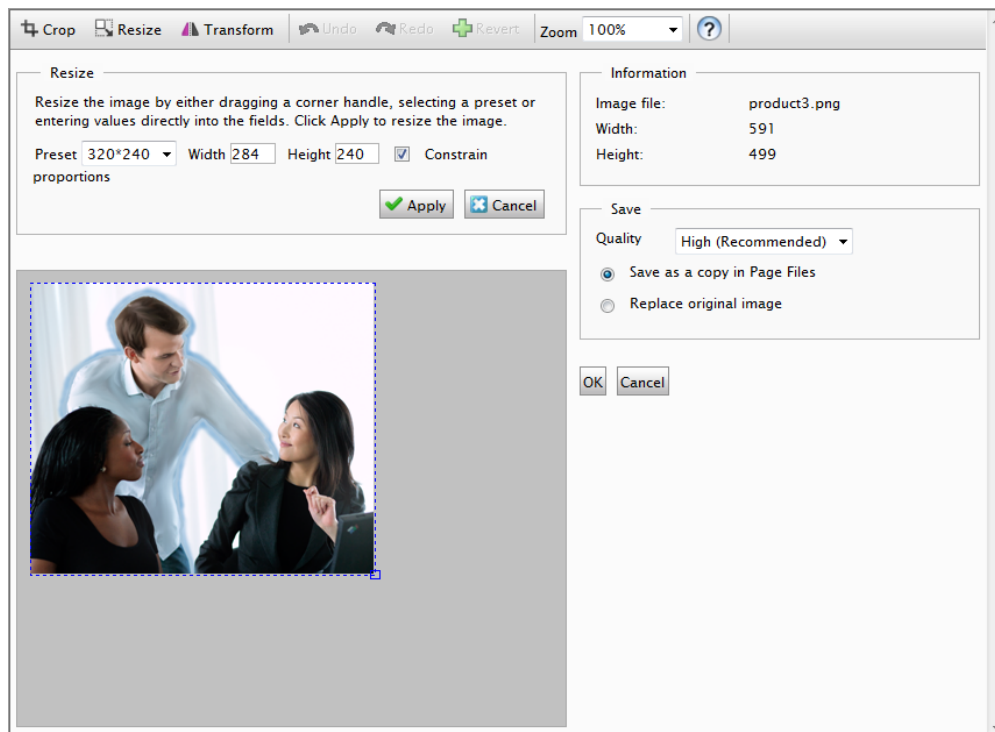 Crop Resize Transform Undo Redo Revert Zoom 100% ?
Resize
Resize the image by either dragging a corner handle, selecting a preset or
entering values directly into the fields. Click Apply to resize the image.
Preset 320*240 Width 284 Height 240 Constrain
proportions
Apply Cancel
Information
Image file: product3.png
Width: 591
Height: 499
Save
Quality High (Recommended)
Save as a copy in Page Files
Replace original image
OK Cancel